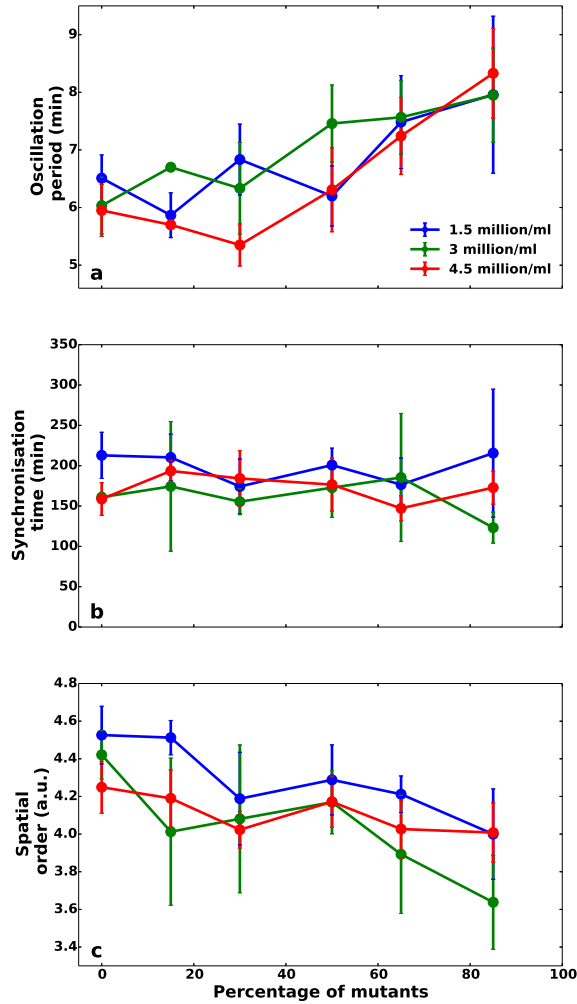 9
8
7
6
5
Oscillation
period (min)
a
1.5 million/ml
3 million/ml
4.5 million/ml
350
300
250
200
150
100
50
0
Synchronisation
time (min)
b
4.8
4.6
4.4
4.2
4.0
3.8
3.6
3.4
Spatial
order (a.u.)
c
0 20 40 60 80 100
Percentage of mutants